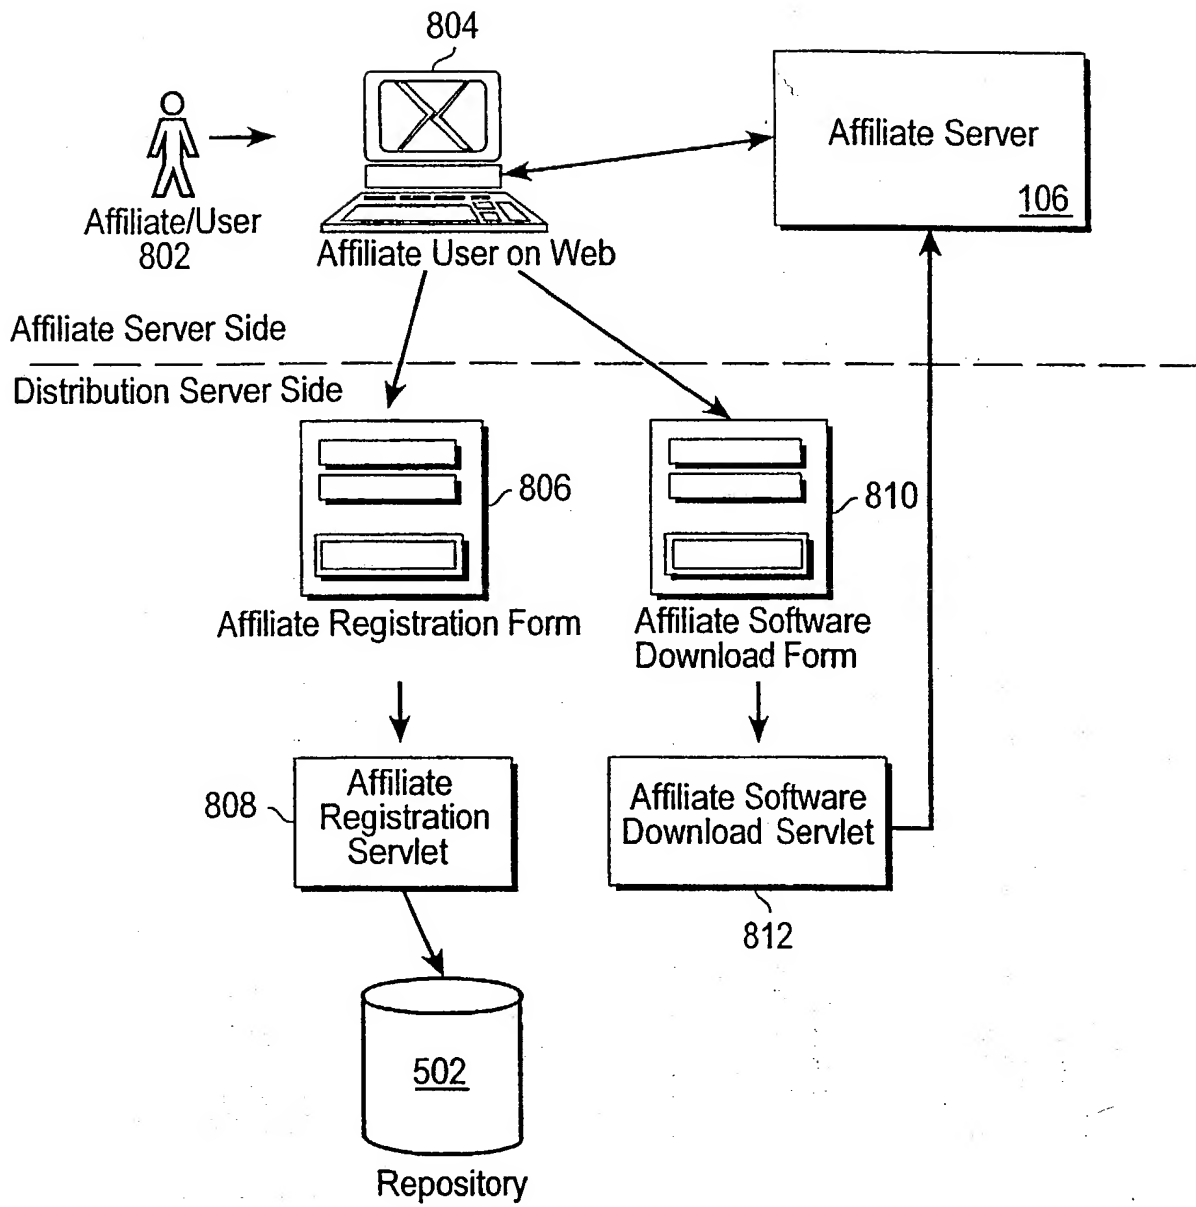 804
Affiliate Server
106
Affiliate/User
802
Affiliate User on Web
Affiliate Server Side
Distribution Server Side
806
810
Affiliate Registration Form
Affiliate Software
Download Form
808
Affiliate
Registration
Servlet
Affiliate Software
Download Servlet
812
502
Repository